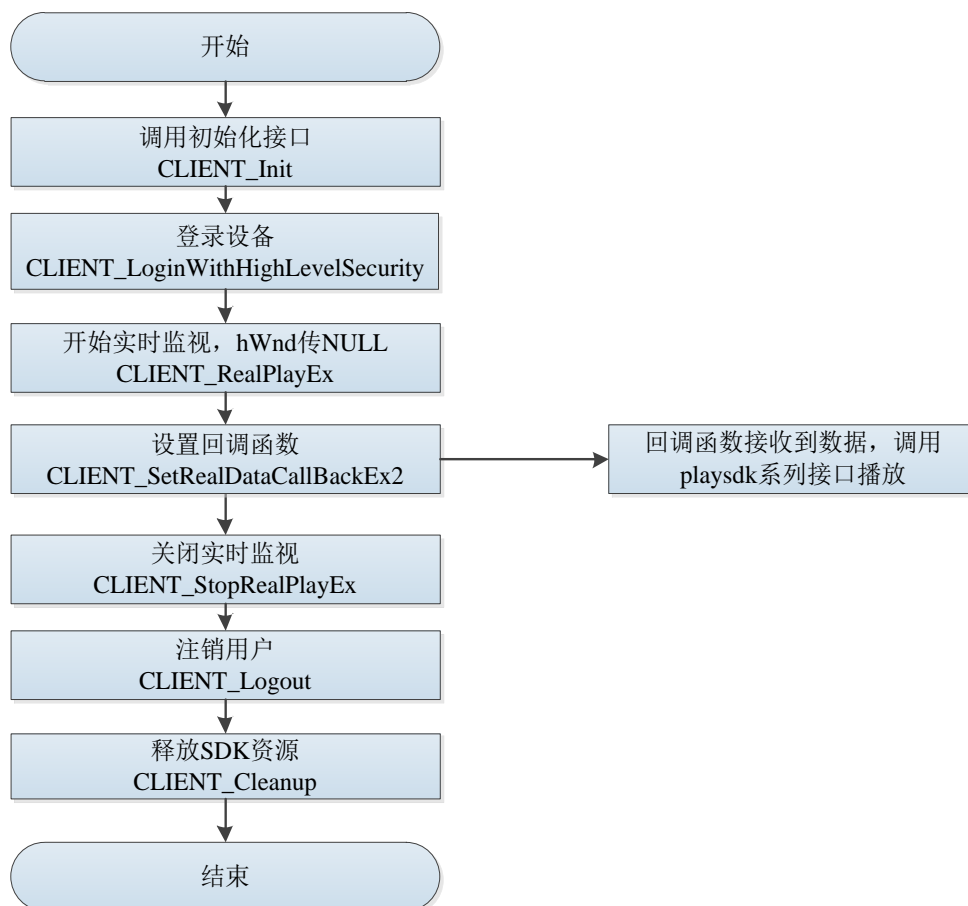 开始
调用初始化接口
CLIENT_Init
登录设备
CLIENT_LoginWithHighLevelSecurity
开始实时监视，hWnd传NULL
CLIENT_RealPlayEx
设置回调函数
CLIENT_SetRealDataCallBackEx2
回调函数接收到数据，调用
playsdk系列接口播放
关闭实时监视
CLIENT_StopRealPlayEx
注销用户
CLIENT_Logout
释放SDK资源
CLIENT_Cleanup
结束